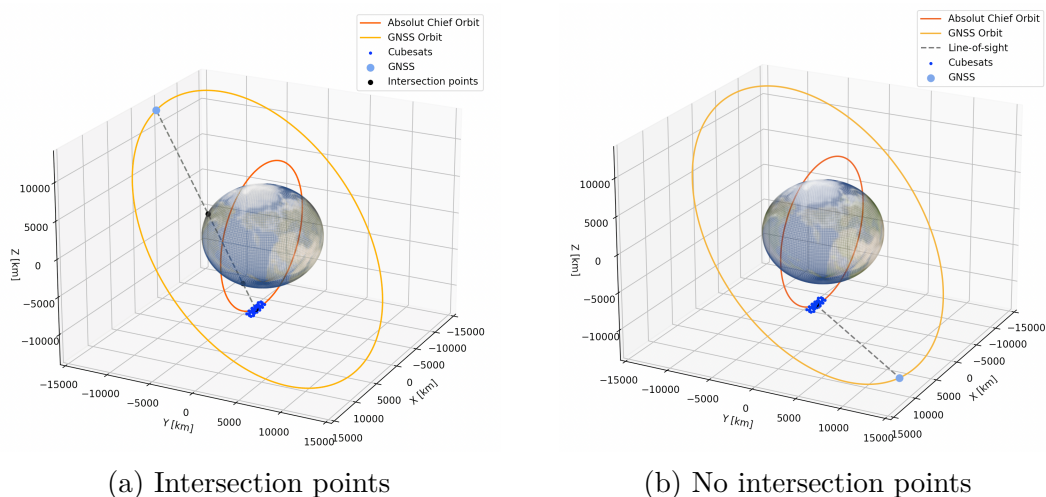 Absolut Chief Orbit
GNSS Orbit
Cubesats
GNSS
Intersection points
10000
5000
0
−5000
−10000
Z [km]
−15000
−10000
−5000
0
5000
10000
15000
Y [km]
−15000
−10000
−5000
0
5000
10000
15000
X [km]
(a) Intersection points
Absolut Chief Orbit
GNSS Orbit
Line-of-sight
Cubesats
GNSS
10000
5000
0
−5000
−10000
Z [km]
−15000
−10000
−5000
0
5000
10000
15000
Y [km]
−15000
−10000
−5000
0
5000
10000
15000
X [km]
(b) No intersection points